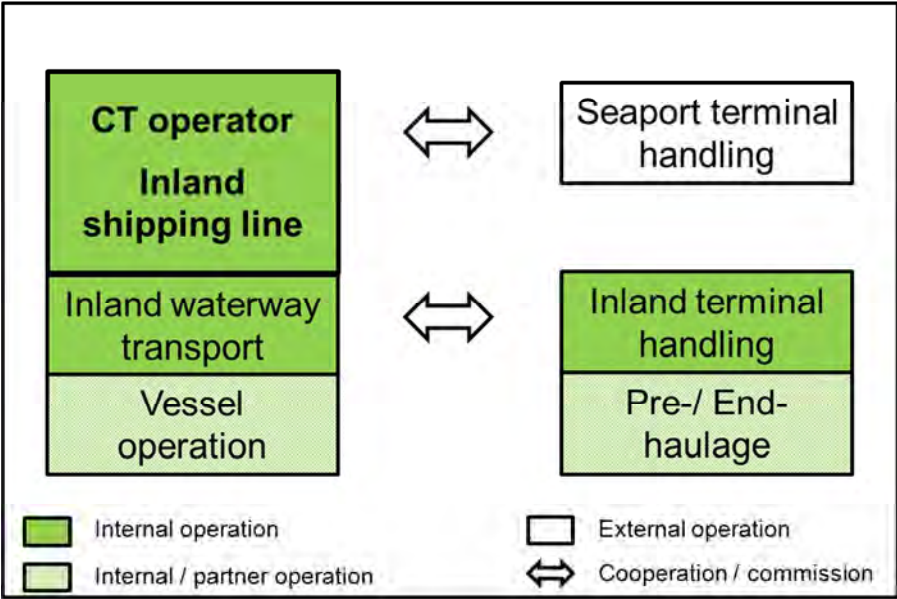 CT operator
Inland
shipping line
Inland waterway
transport
Vessel
operation
Seaport terminal
handling
Inland terminal
handling
Pre-/ End-
haulage
Internal operation
Internal / partner operation
External operation
Cooperation / commission